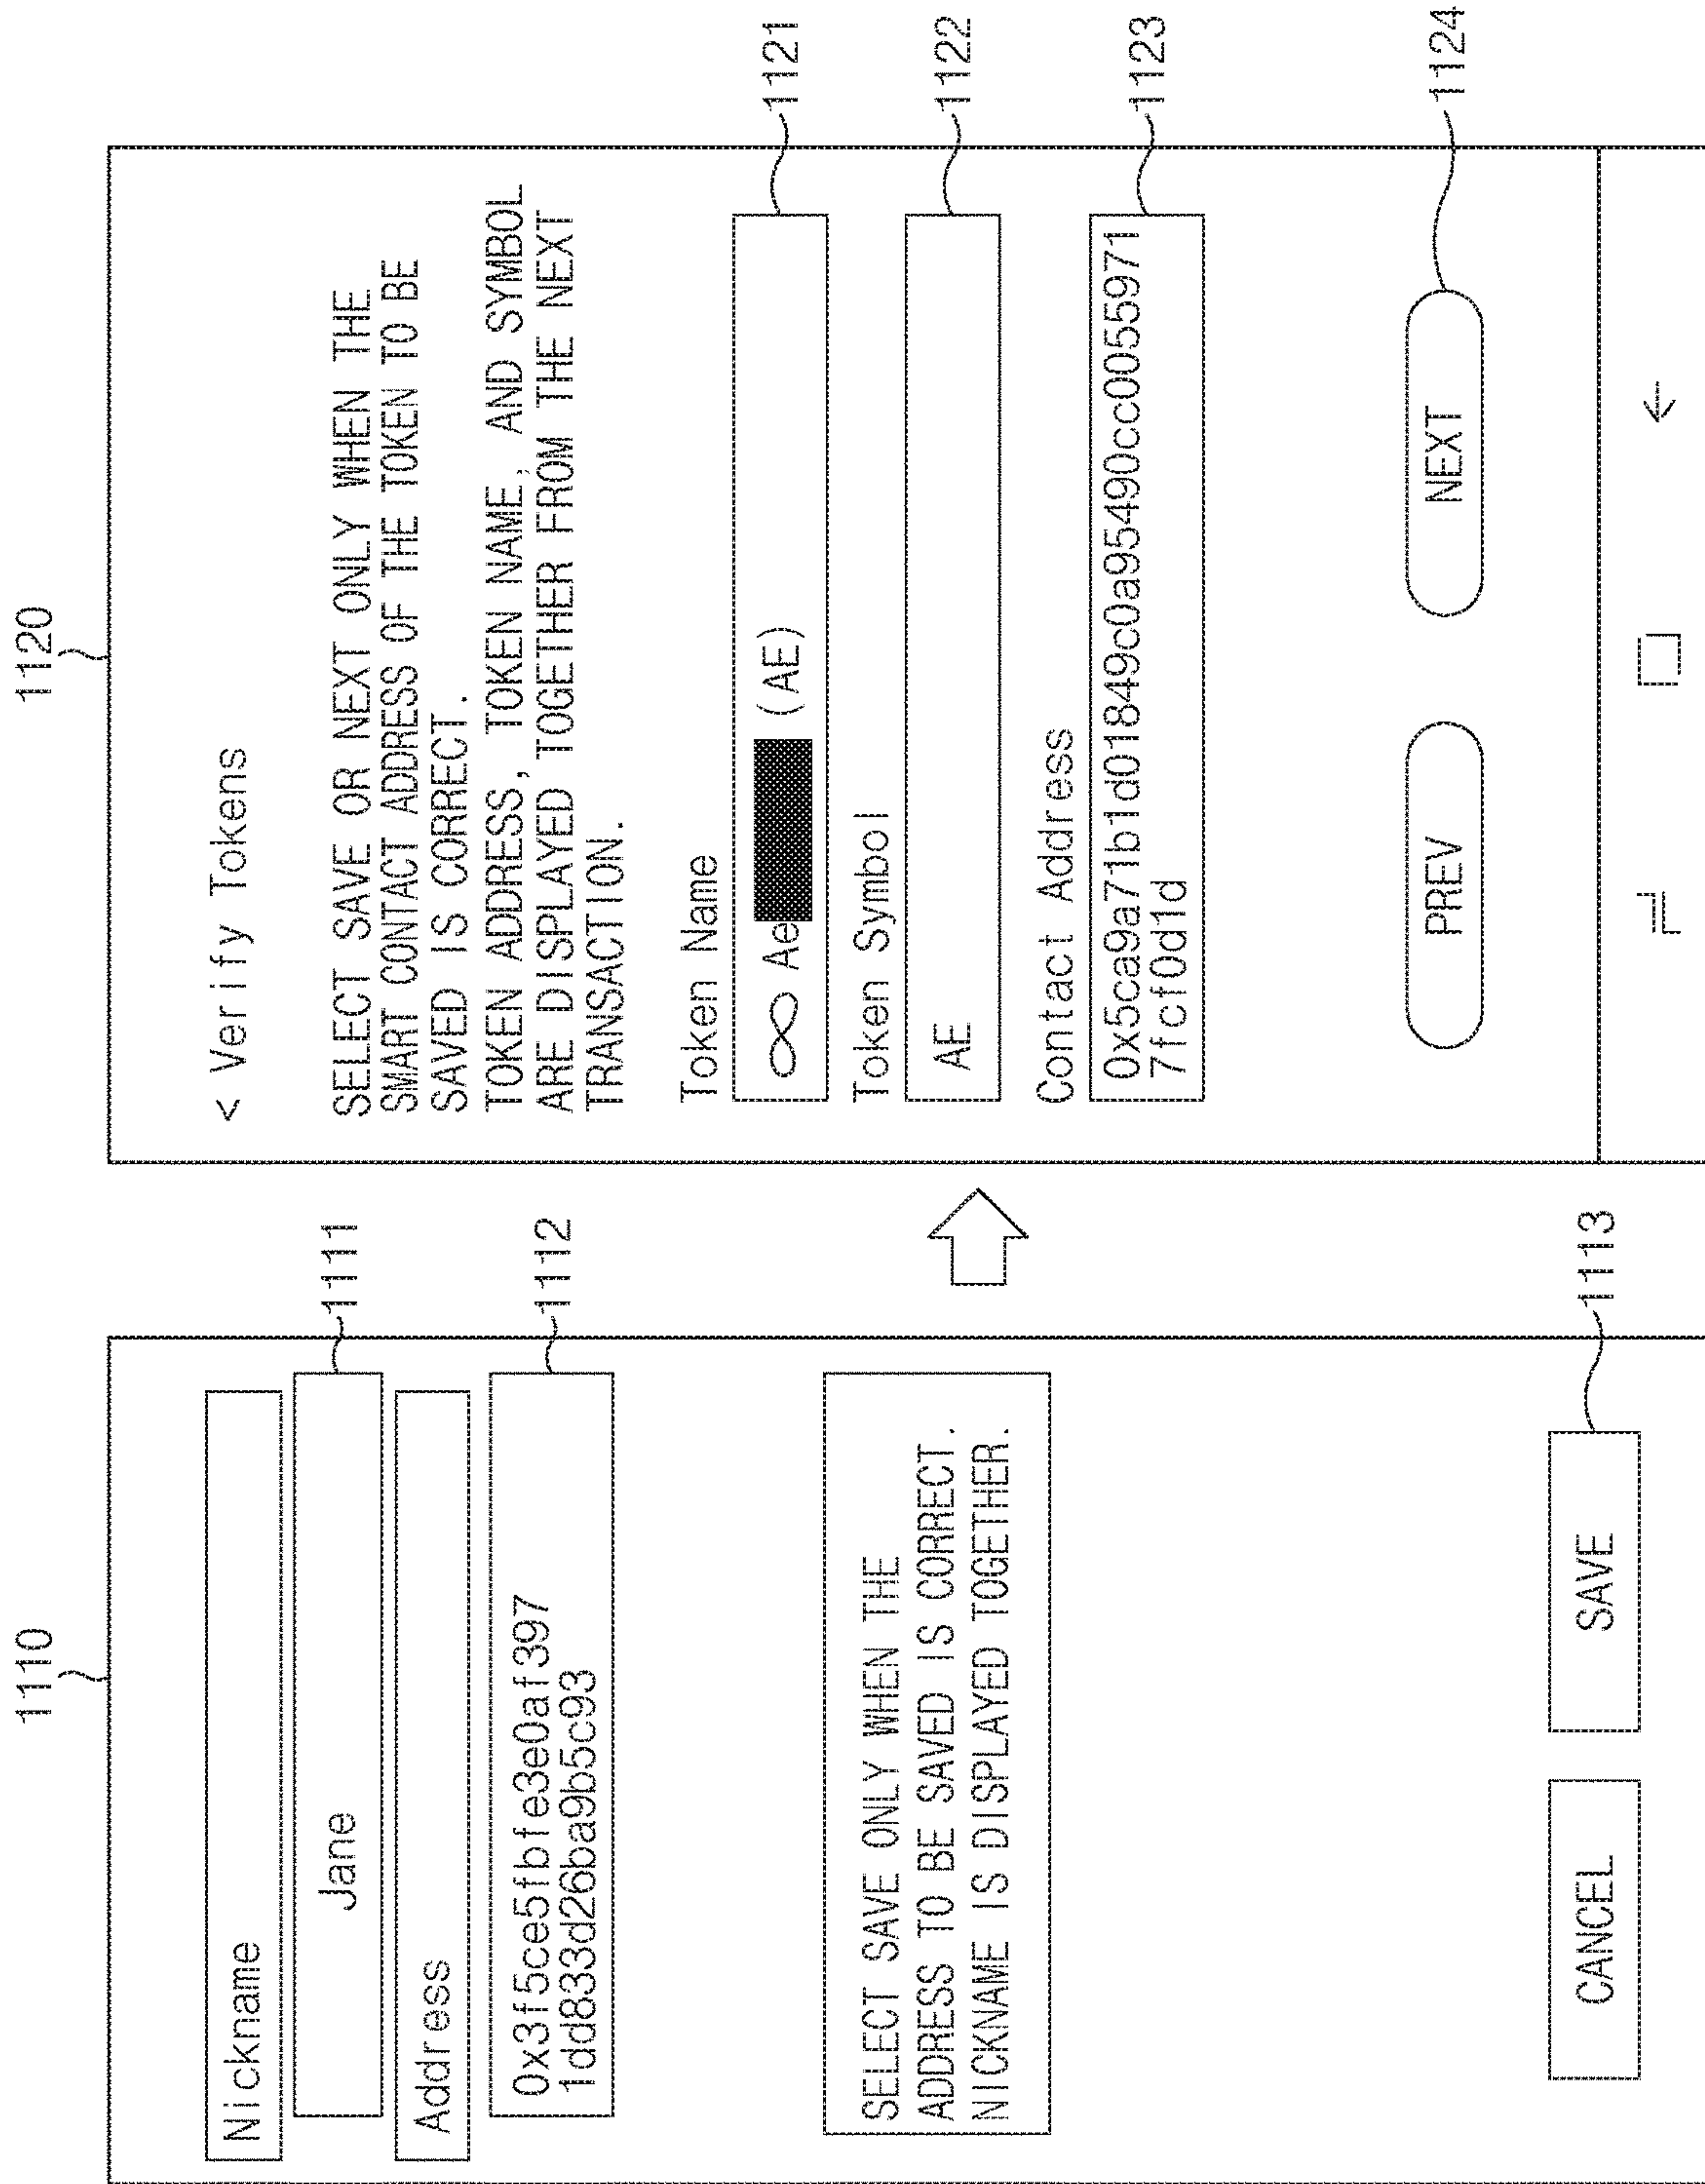 1110
Nickname
Jane
1111
Address
0x3f5ce5fbfe3e0af397
1dd833d26ba9b5c93
1112
SELECT SAVE ONLY WHEN THE
ADDRESS TO BE SAVED IS CORRECT.
NICKNAME IS DISPLAYED TOGETHER.
CANCEL
SAVE
1113
1120
< Verify Tokens
SELECT SAVE OR NEXT ONLY WHEN THE
SMART CONTACT ADDRESS OF THE TOKEN TO BE
SAVED IS CORRECT.
TOKEN ADDRESS, TOKEN NAME, AND SYMBOL
ARE DISPLAYED TOGETHER FROM THE NEXT
TRANSACTION.
Token Name
Ae (AE)
1121
Token Symbol
AE
1122
Contact Address
0x5ca9a71b1d01849c0a95490cc0055971
7fcf0d1d
1123
PREV
NEXT
1124